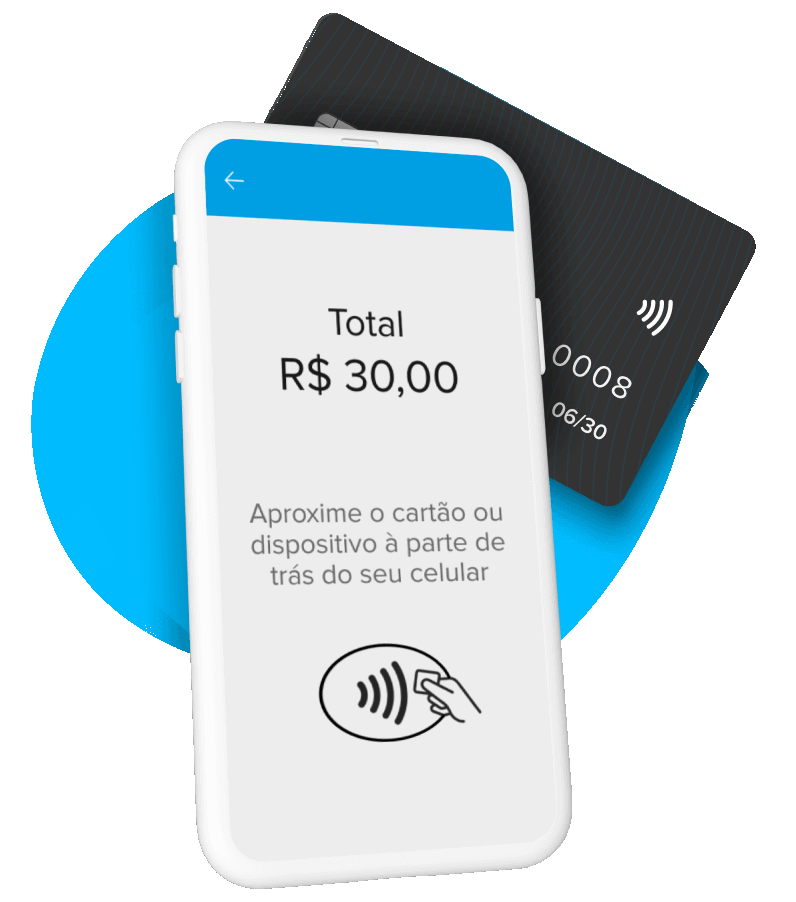 Total
R$ 30,00
Aproxime o cartão ou
dispositivo à parte de
trás do seu celular
0008
06/30